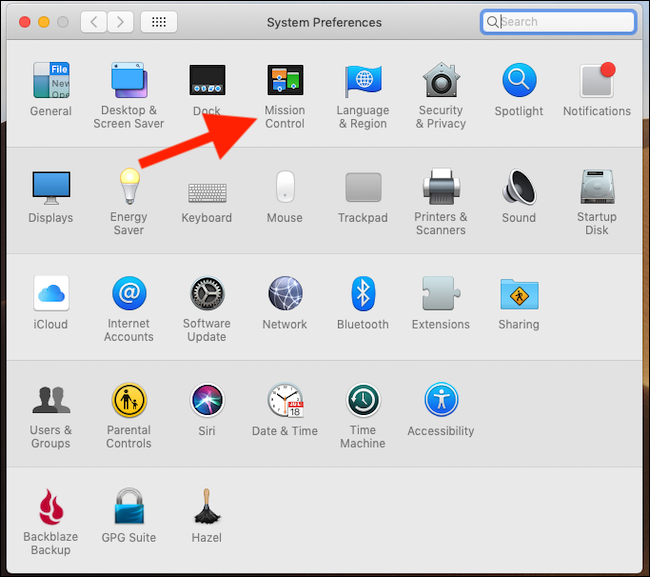 System Preferences
Search
File
New
Ope
General
Desktop &
Screen Saver
Dock
Mission
Control
Language
& Region
Security
& Privacy
Spotlight
Notifications
Displays
Energy
Saver
Keyboard
Mouse
Trackpad
Printers &
Scanners
Sound
Startup
Disk
iCloud
@
Internet
Accounts
Software
Update
Network
Bluetooth
Extensions
Sharing
Users &
Groups
Parental
Controls
Siri
JUL
18
Date & Time
Time
Machine
Accessibility
Backblaze
Backup
GPG Suite
Hazel